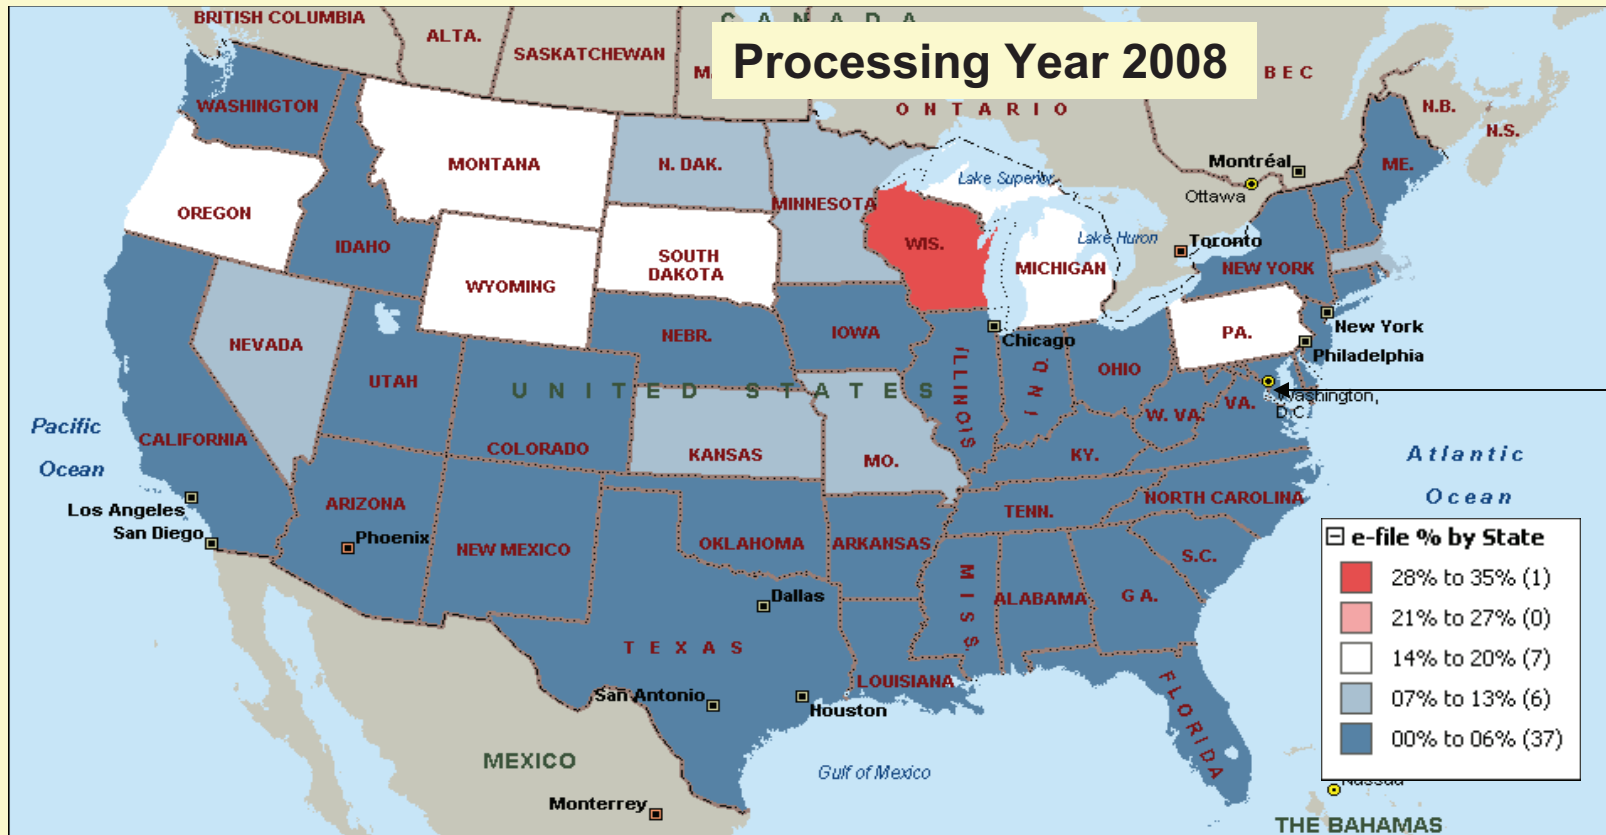 BRITISH COLUMBIA
ALTA.
SASKATCHEWAN
C A N A D A
Processing Year 2008
B E C
O N T A R I O
N.B.
N.S.
WASHINGTON
MONTANA
N. DAK.
MINNESOTA
Lake Superior
Montréal
Ottawa
ME.
OREGON
IDAHO
SOUTH
DAKOTA
WIS.
Lake Huron
MICHIGAN
Toronto
NEW YORK
WYOMING
NEVADA
NEBR.
IOWA
Chicago
PA.
New York
Philadelphia
UTAH
U N I T E D S T A T E S
ILLINOIS
IND.
OHIO
Washington,
D.C.
W. VA.
VA.
Pacific
Ocean
CALIFORNIA
COLORADO
KANSAS
MO.
KY.
Atlantic
Ocean
Los Angeles
San Diego
ARIZONA
Phoenix
NEW MEXICO
OKLAHOMA
ARKANSAS
TENN.
NORTH CAROLINA
S.C.
Dallas
MISS.
ALABAMA
GA.
T E X A S
LOUISIANA
San Antonio
Houston
FLORIDA
MEXICO
Gulf of Mexico
Monterrey
Nassau
THE BAHAMAS
e-file % by State
28% to 35% (1)
21% to 27% (0)
14% to 20% (7)
07% to 13% (6)
00% to 06% (37)